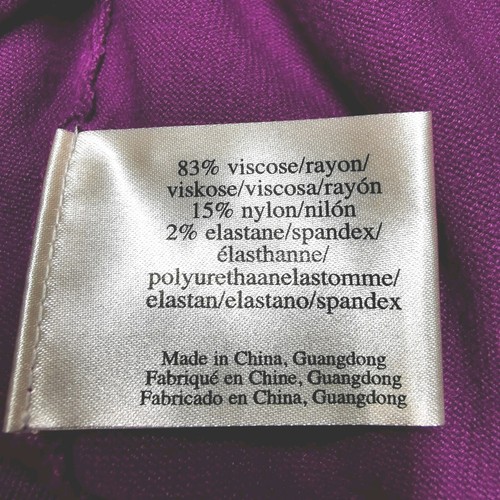 83% viscose/rayon/
viskose/viscosa/rayón
15% nylon/nilón
2% elastane/spandex/
élasthanne/
polyurethaanelastomme/
elastan/elastano/spandex
Made in China, Guangdong
Fabriqué en Chine, Guangdong
Fabricado en China, Guangdong